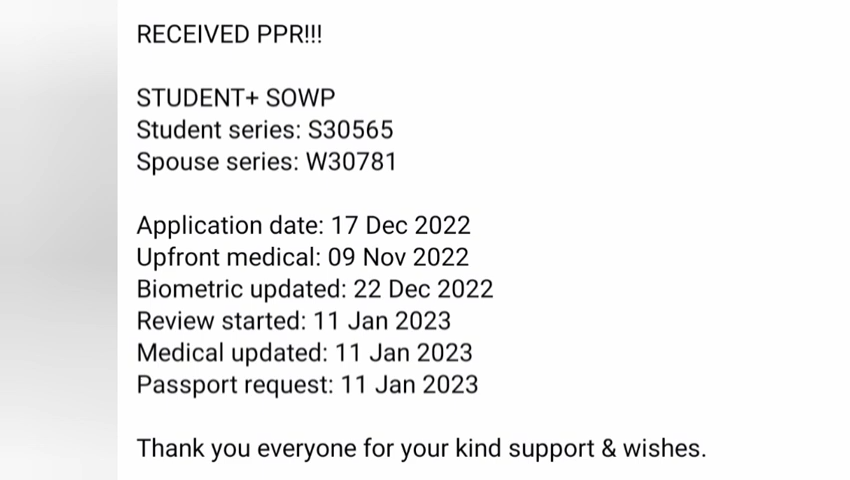 RECEIVED PPR!!!
STUDENT+ SOWP
Student series: S30565
Spouse series: W30781
Application date: 17 Dec 2022
Upfront medical: 09 Nov 2022
Biometric updated: 22 Dec 2022
Review started: 11 Jan 2023
Medical updated: 11 Jan 2023
Passport request: 11 Jan 2023
Thank you everyone for your kind support & wishes.